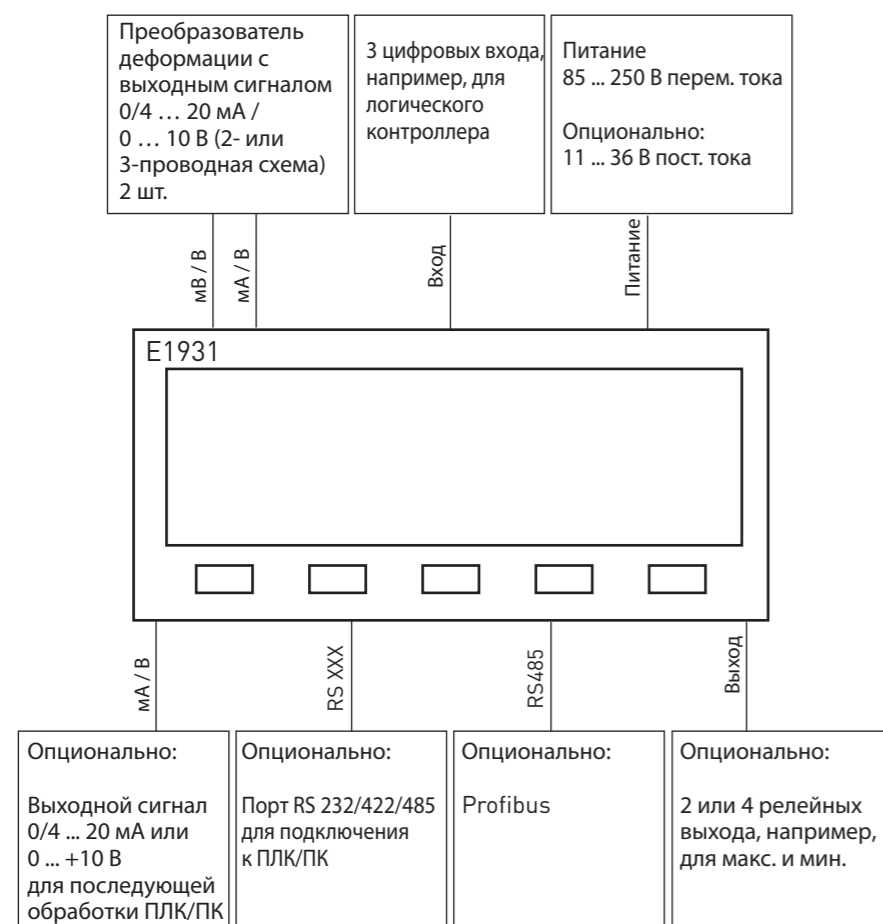 Преобразователь
деформации с
выходным сигналом
0/4 … 20 мА /
0 … 10 В (2- или
3-проводная схема)
2 шт.
3 цифровых входа,
например, для
логического
контроллера
Питание
85 ... 250 В перем. тока
Опционально:
11 ... 36 В пост. тока
мВ / В
мА / В
Вход
Питание
E1931
мА / В
RS XXX
RS485
Выход
Опционально:
Выходной сигнал
0/4 ... 20 мА или
0 ... +10 В
для последующей
обработки ПЛК/ПК
Опционально:
Порт RS 232/422/485
для подключения
к ПЛК/ПК
Опционально:
Profibus
Опционально:
2 или 4 релейных
выхода, например,
для макс. и мин.